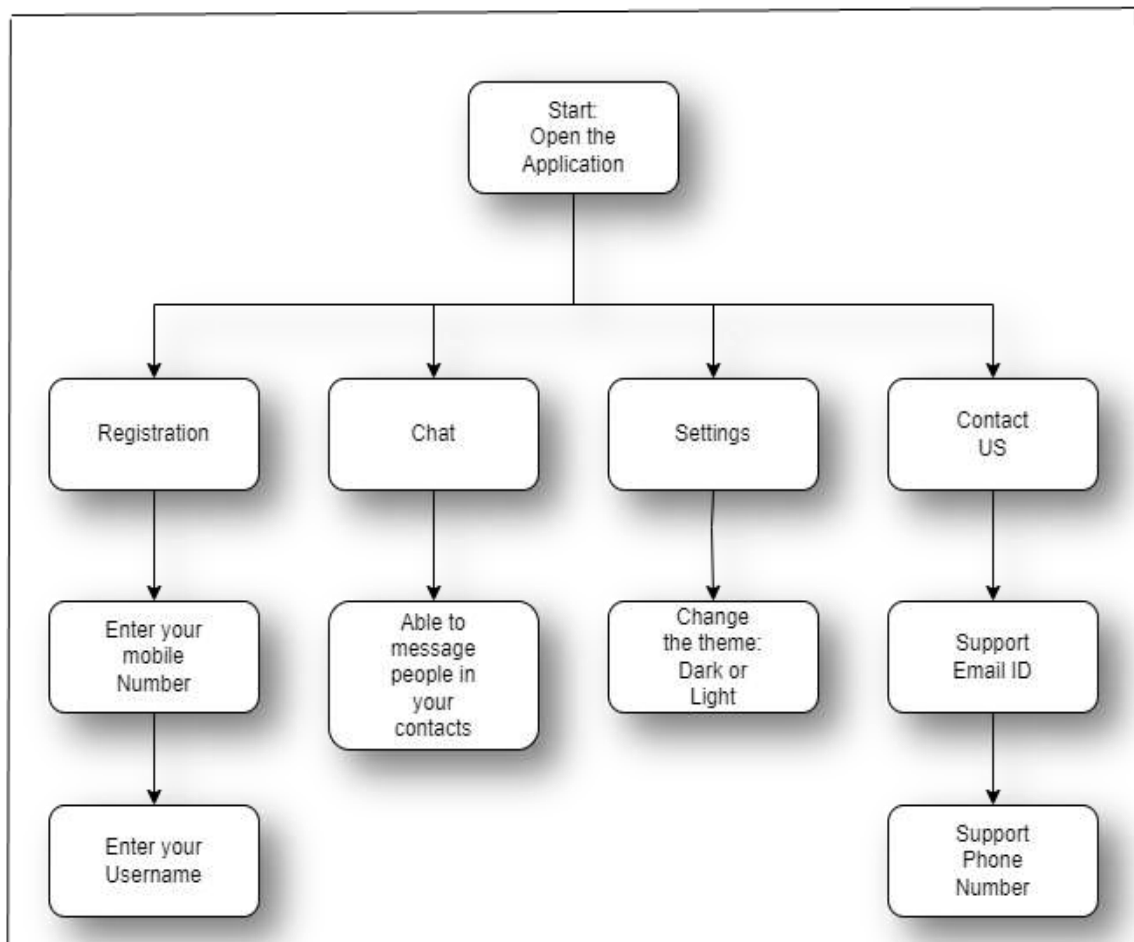 Start:
Open the
Application
Registration
Chat
Settings
Contact
US
Enter your
mobile
Number
Able to
message
people in
your
contacts
Change
the theme:
Dark or
Light
Support
Email ID
Enter your
Username
Support
Phone
Number